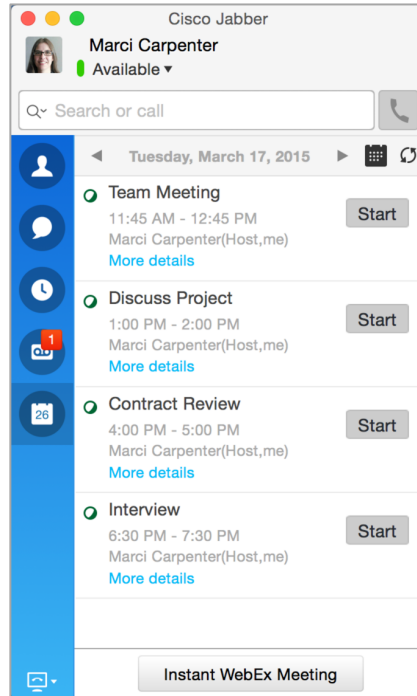 Cisco Jabber
Marci Carpenter
Available
Search or call
Tuesday, March 17, 2015
Team Meeting
11:45 AM - 12:45 PM
Start
Marci Carpenter(Host,me)
More details
Discuss Project
1:00 PM - 2:00 PM
Start
Marci Carpenter(Host,me)
More details
1
Contract Review
4:00 PM - 5:00 PM
Start
Marci Carpenter(Host,me)
More details
26
Interview
6:30 PM - 7:30 PM
Start
Marci Carpenter(Host,me)
More details
Instant WebEx Meeting